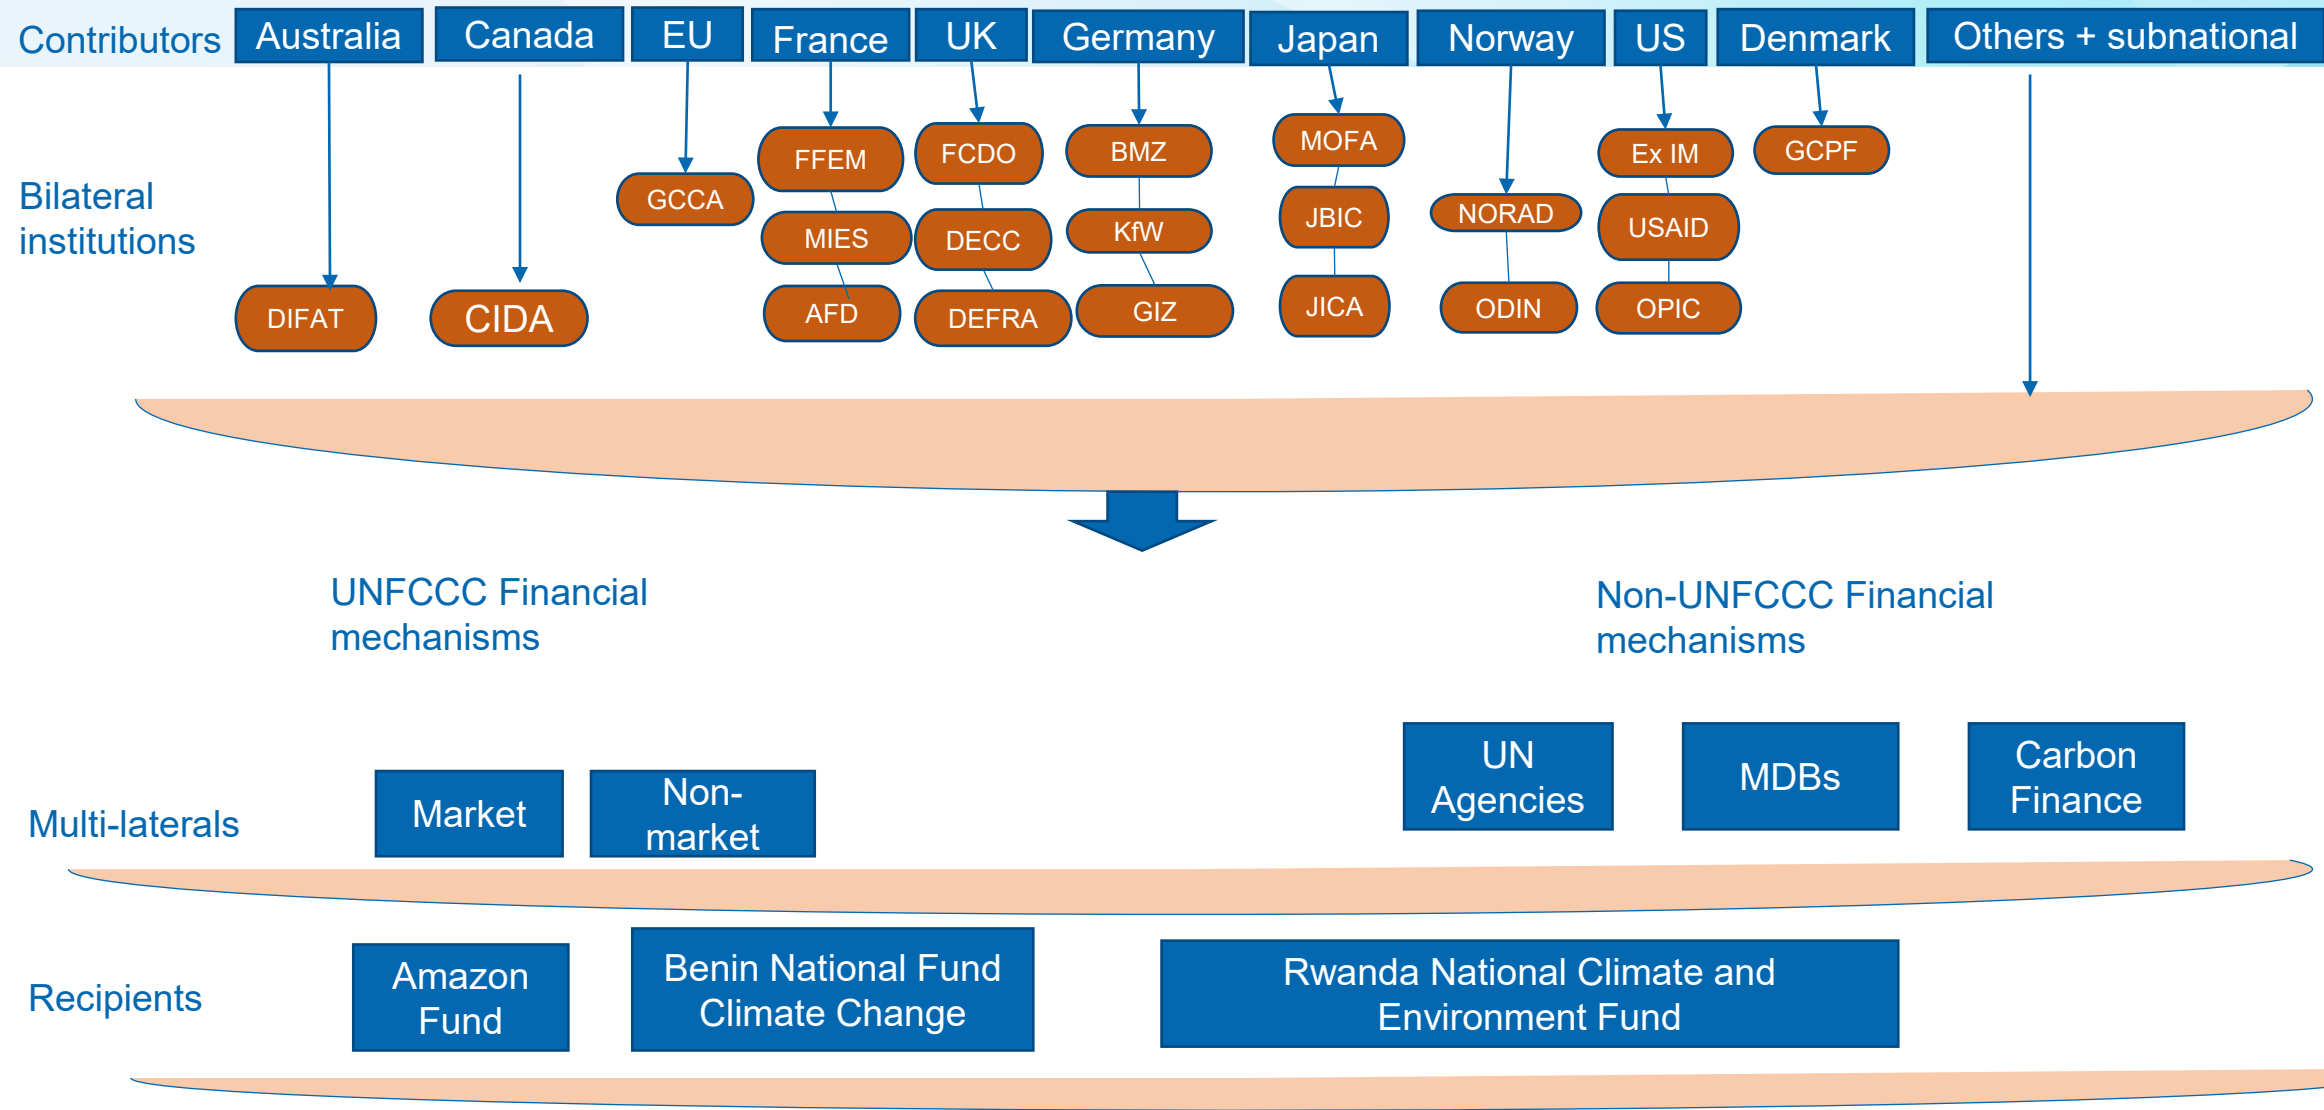 Contributors
Australia
Canada
EU
France
UK
Germany
Japan
Norway
US
Denmark
Others + subnational
Bilateral
institutions
DIFAT
CIDA
GCCA
FFEM
MIES
AFD
FCDO
DECC
DEFRA
BMZ
KfW
GIZ
MOFA
JBIC
JICA
NORAD
ODIN
Ex IM
USAID
OPIC
GCPF
UNFCCC Financial
mechanisms
Non-UNFCCC Financial
mechanisms
Multi-laterals
Market
Non-
market
UN
Agencies
MDBs
Carbon
Finance
Recipients
Amazon
Fund
Benin National Fund
Climate Change
Rwanda National Climate and
Environment Fund